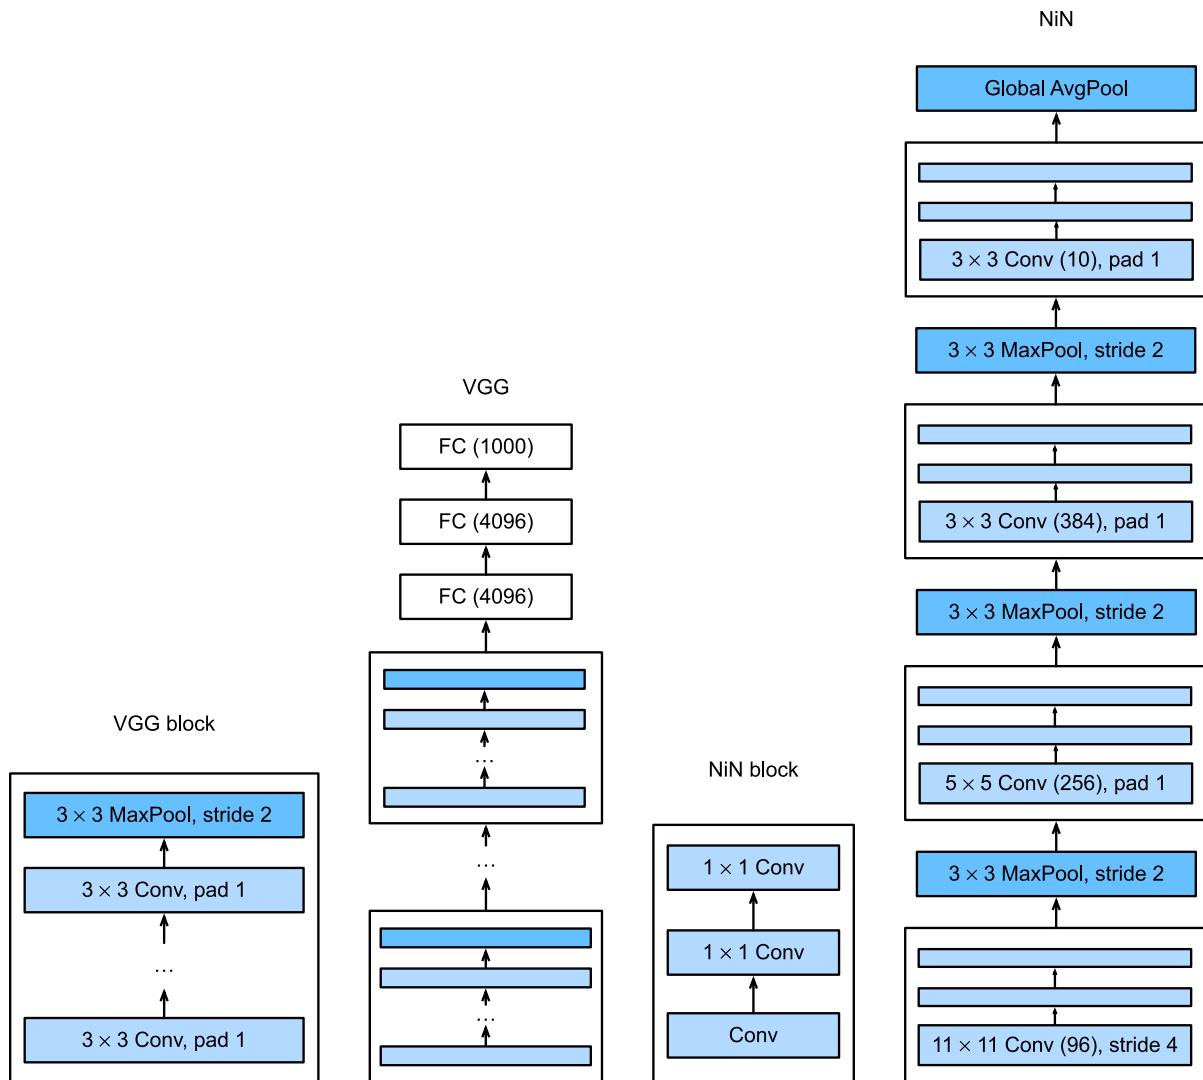 VGG block
3 × 3 MaxPool, stride 2
3 × 3 Conv, pad 1
...
3 × 3 Conv, pad 1
VGG
FC (1000)
FC (4096)
FC (4096)
...
...
...
NiN block
1 × 1 Conv
1 × 1 Conv
Conv
NiN
Global AvgPool
3 × 3 Conv (10), pad 1
3 × 3 MaxPool, stride 2
3 × 3 Conv (384), pad 1
3 × 3 MaxPool, stride 2
5 × 5 Conv (256), pad 1
3 × 3 MaxPool, stride 2
11 × 11 Conv (96), stride 4